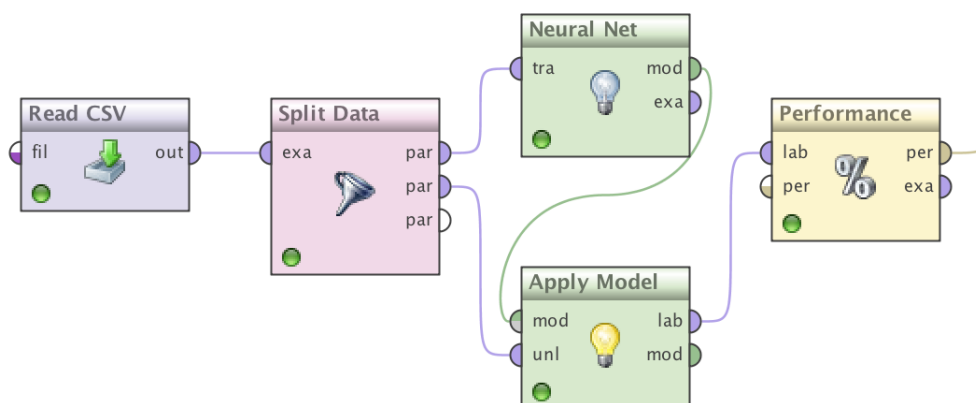 Read CSV
fil out
Split Data
exa par
par
par
Neural Net
tra mod
exa
Apply Model
mod lab
unl mod
Performance
lab per
per exa
%